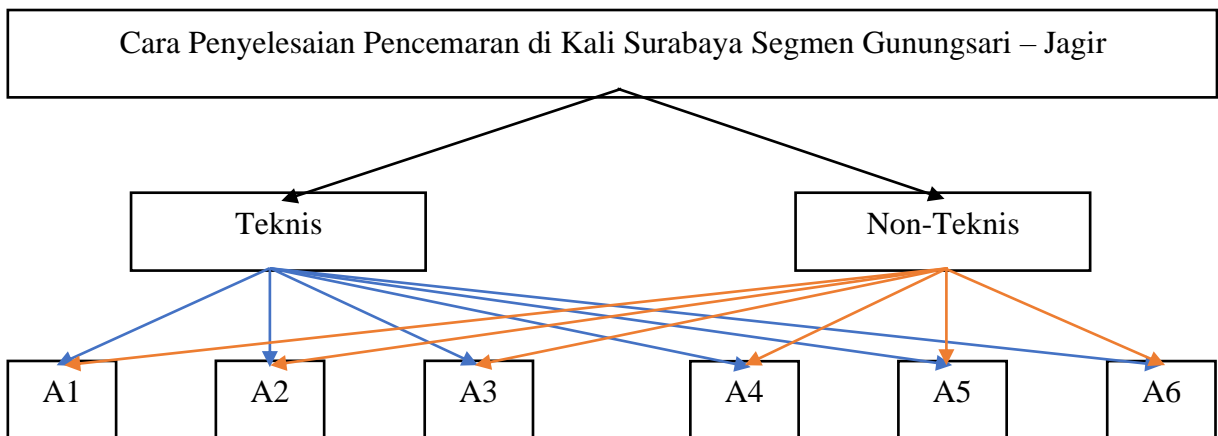 Cara Penyelesaian Pencemaran di Kali Surabaya Segmen Gunungsari – Jagir
Teknis
Non-Teknis
A1
A2
A3
A4
A5
A6